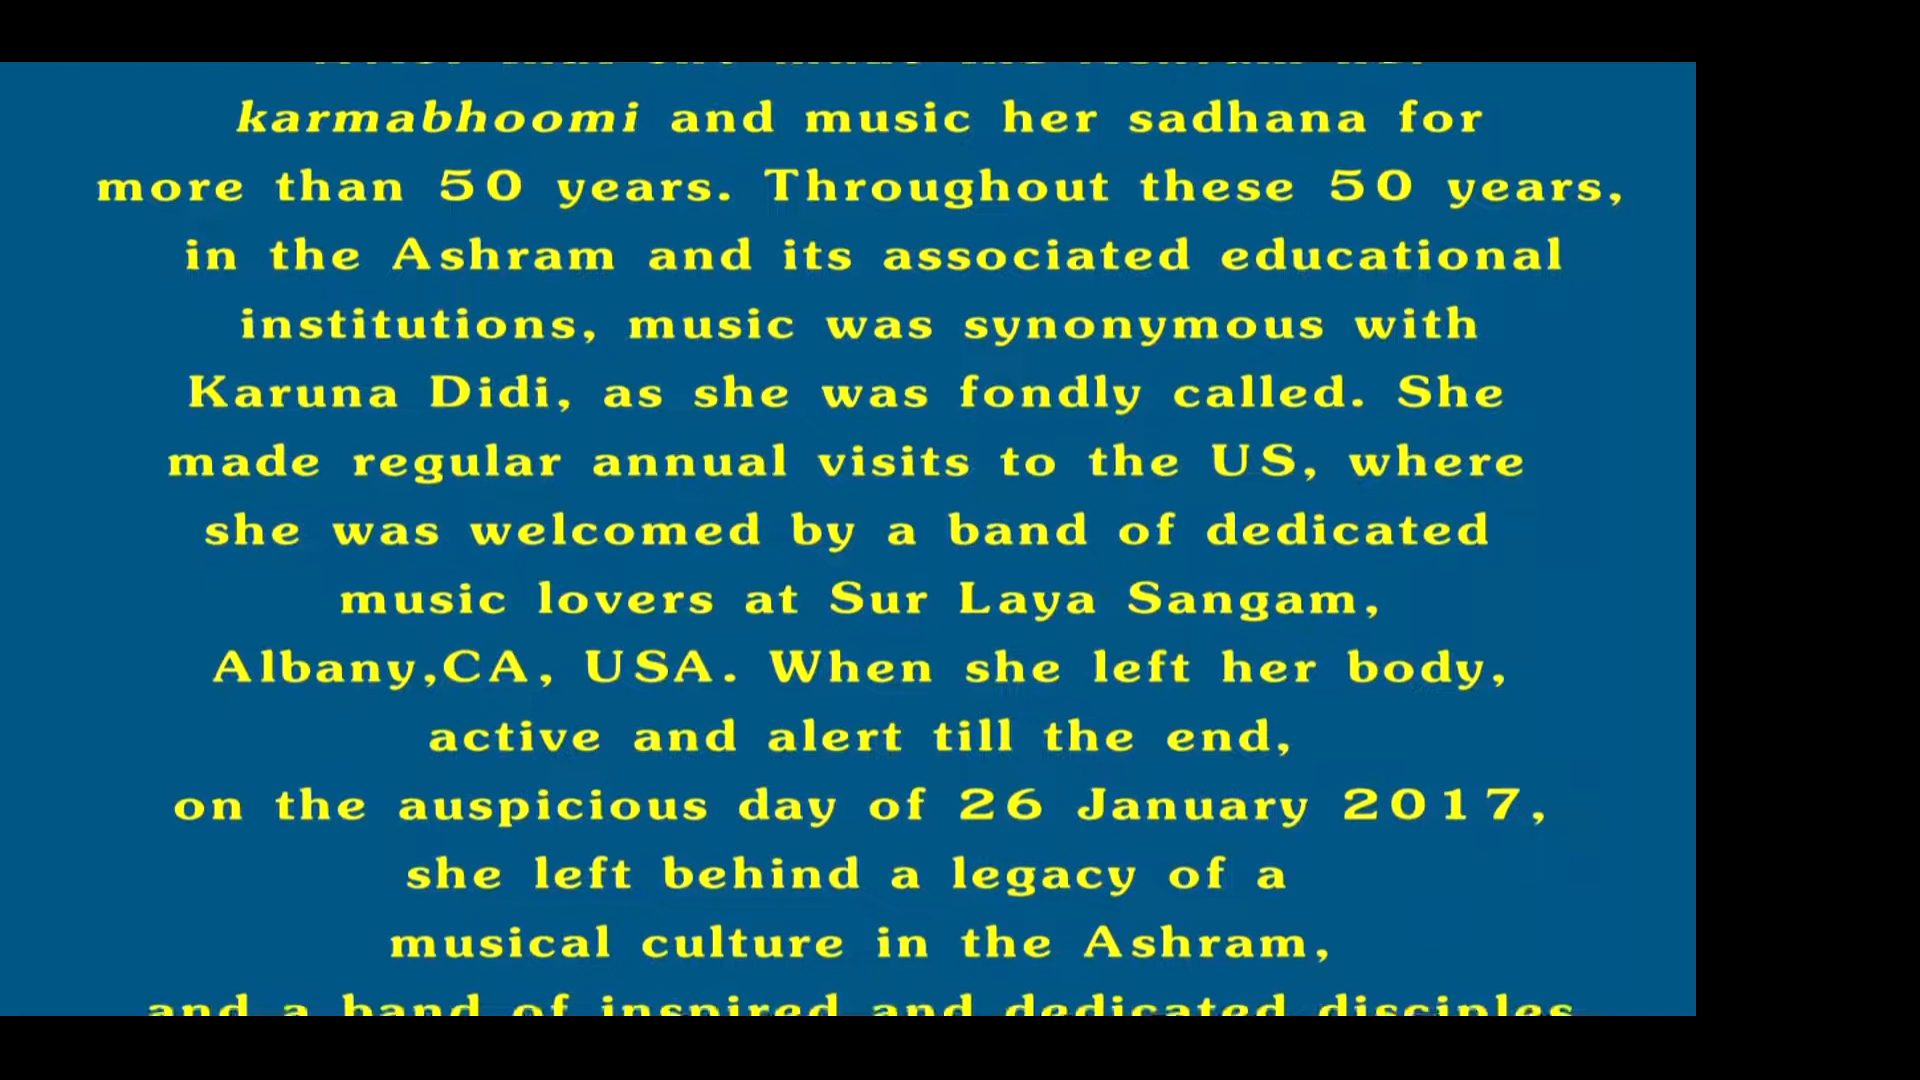 karmabhoomi and music her sadhana for
more than 50 years. Throughout these 50 years,
in the Ashram and its associated educational
institutions, music was synonymous with
Karuna Didi, as she was fondly called. She
made regular annual visits to the US, where
she was welcomed by a band of dedicated
music lovers at Sur Laya Sangam,
Albany,CA, USA. When she left her body,
active and alert till the end,
on the auspicious day of 26 January 2017,
she left behind a legacy of a
musical culture in the Ashram,
and a band of inspired and dedicated disciples